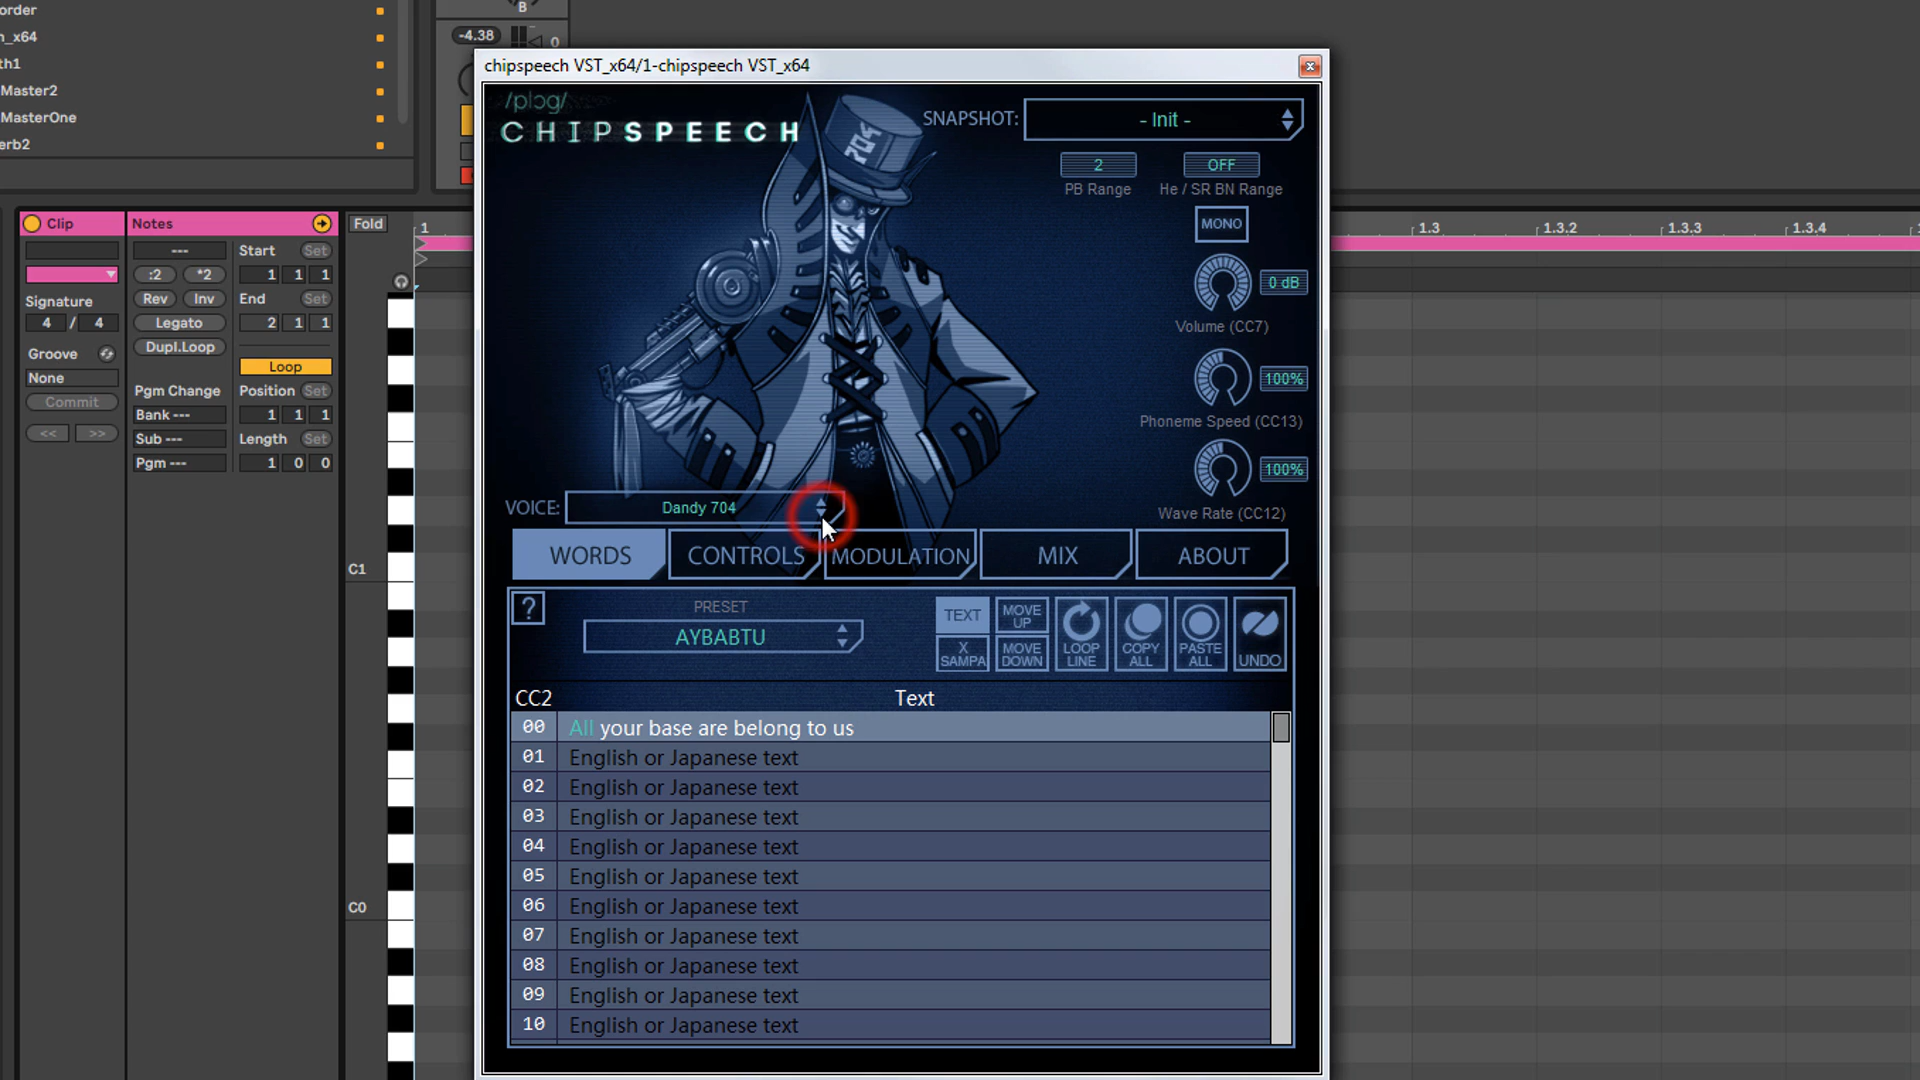 order
n_x64
th1
Master2
MasterOne
erb2
B
-4.38
0
chipspeech VST_x64/1-chipspeech VST_x64
/plog/
CHIPSPEECH
704
SNAPSHOT: - Init -
2 OFF
PB Range He / SR BN Range
MONO
0 dB
Volume (CC7)
100%
Phoneme Speed (CC13)
100%
Wave Rate (CC12)
Clip Notes Fold 1 1.3 1.3.2 1.3.3 1.3.4
--- Start Set
:2 *2 1 1 1
Signature Rev Inv End Set
4 / 4 Legato 2 1 1
Groove Dupl.Loop
None Loop
Commit Pgm Change Position Set
Bank --- 1 1 1
<< >> Sub --- Length Set
Pgm --- 1 0 0
C1
C0
VOICE: Dandy 704
WORDS CONTROLS MODULATION MIX ABOUT
? PRESET
AYBABTU
TEXT X SAMPA MOVE UP MOVE DOWN LOOP LINE COPY ALL PASTE ALL UNDO
CC2 Text
00 All your base are belong to us
01 English or Japanese text
02 English or Japanese text
03 English or Japanese text
04 English or Japanese text
05 English or Japanese text
06 English or Japanese text
07 English or Japanese text
08 English or Japanese text
09 English or Japanese text
10 English or Japanese text